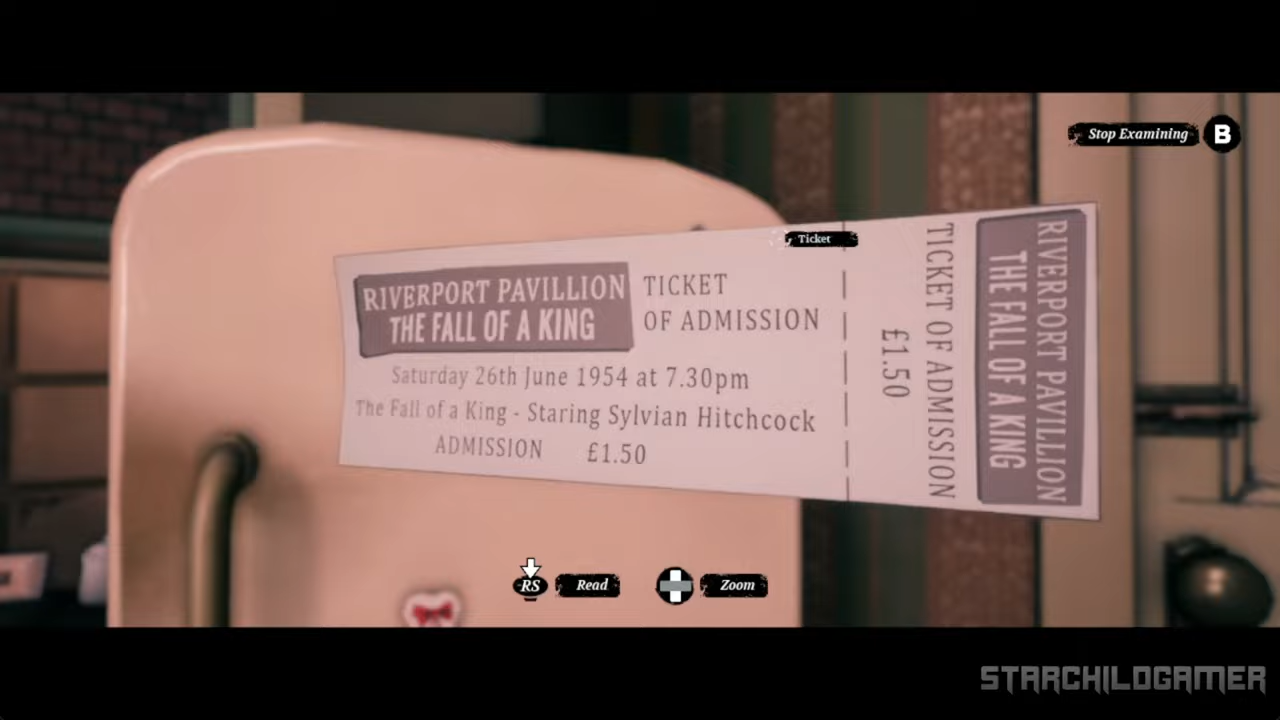 Stop Examining B
Ticket
RIVERPORT PAVILLION
THE FALL OF A KING
TICKET
OF ADMISSION
Saturday 26th June 1954 at 7.30pm
The Fall of a King - Staring Sylvian Hitchcock
ADMISSION £1.50
RIVERPORT PAVILLION
THE FALL OF A KING
TICKET OF ADMISSION
£1.50
RS Read Zoom
STARCHILDGAMER